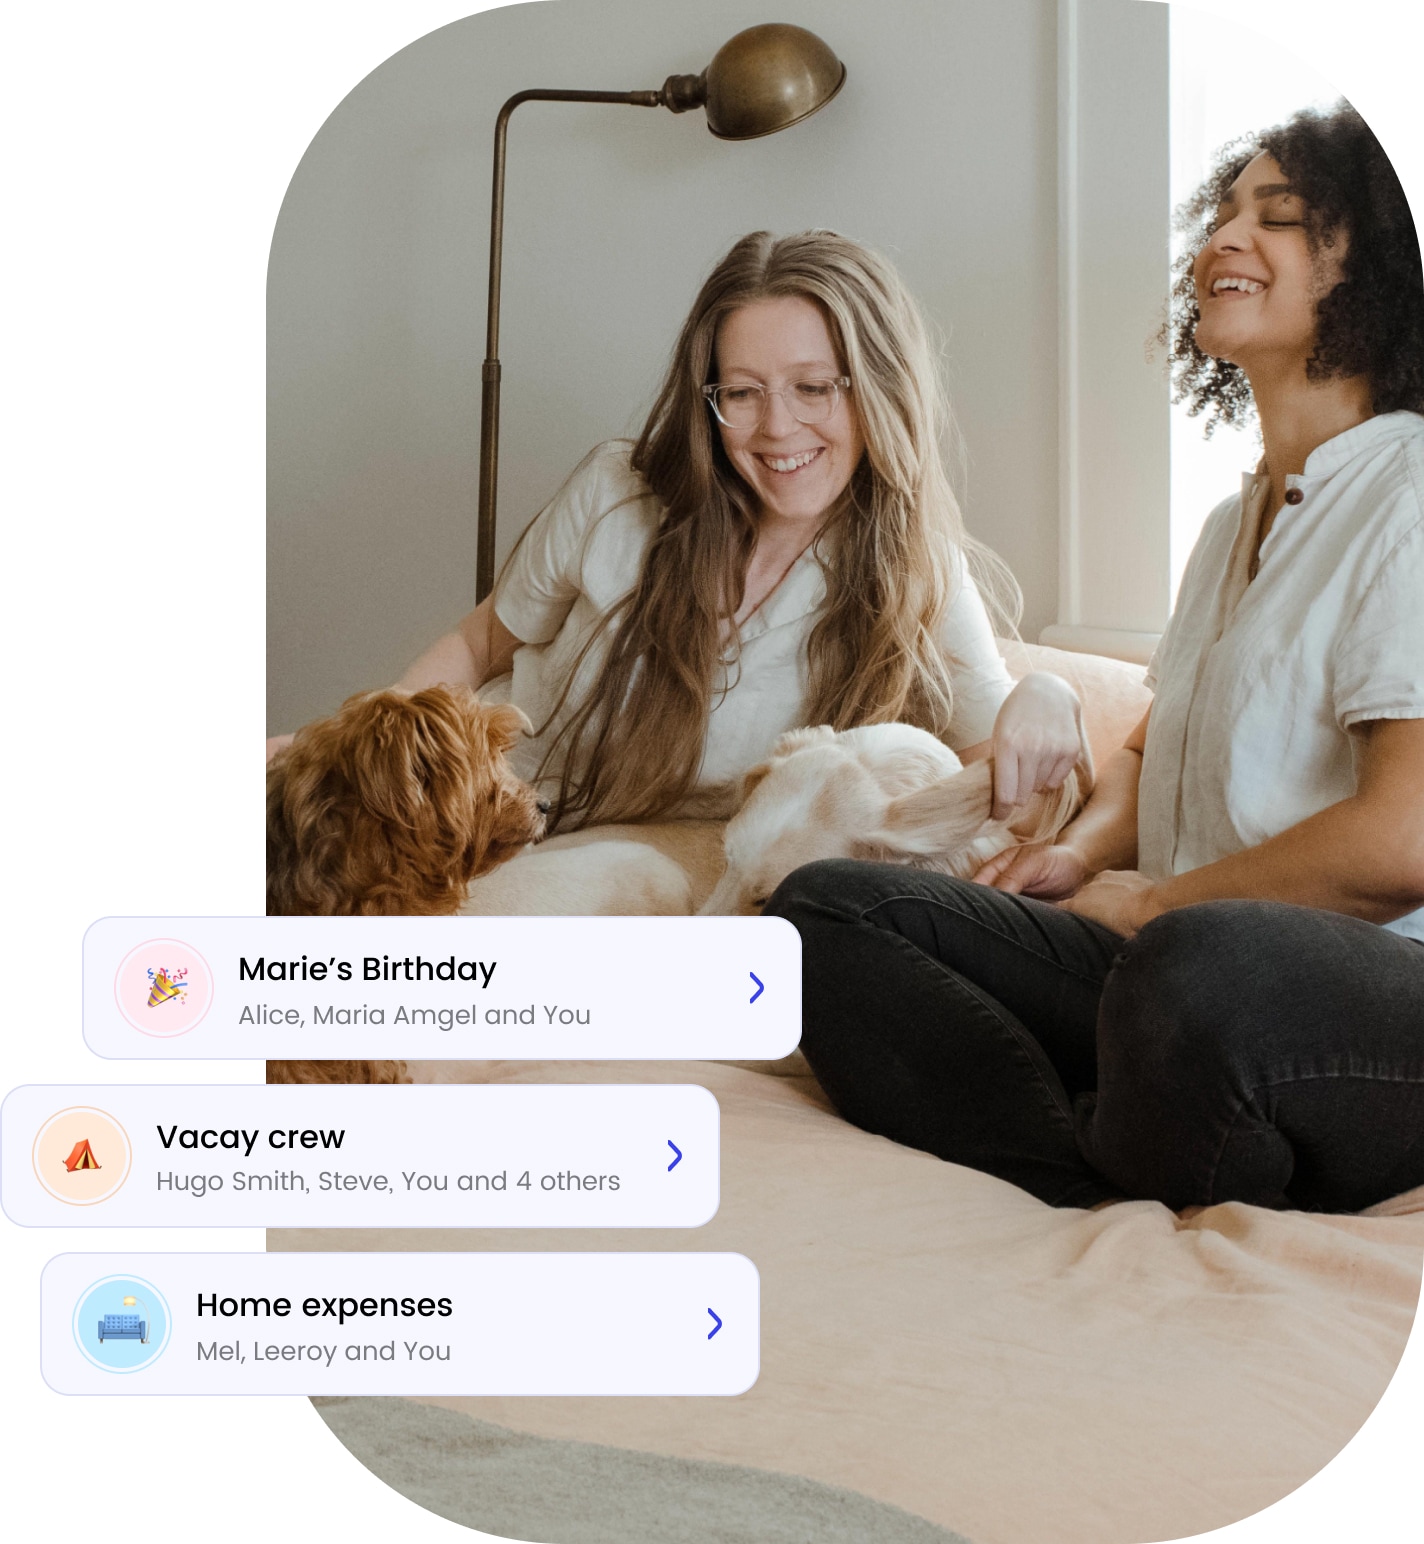 Marie’s Birthday
Alice, Maria Amgel and You
Vacay crew
Hugo Smith, Steve, You and 4 others
Home expenses
Mel, Leeroy and You